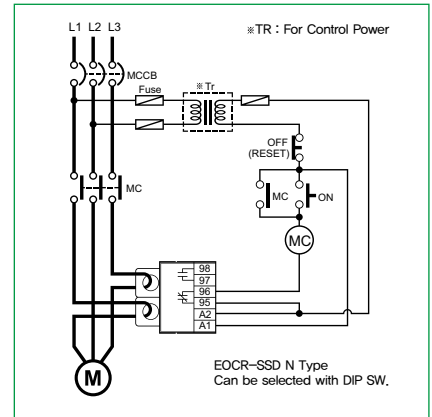 L1 L2 L3
※TR : For Control Power
MCCB
Fuse
※Tr
OFF
(RESET)
MC
MC
ON
MC
98
97
96
95
A2
A1
M
EOCR-SSD N Type
Can be selected with DIP SW.